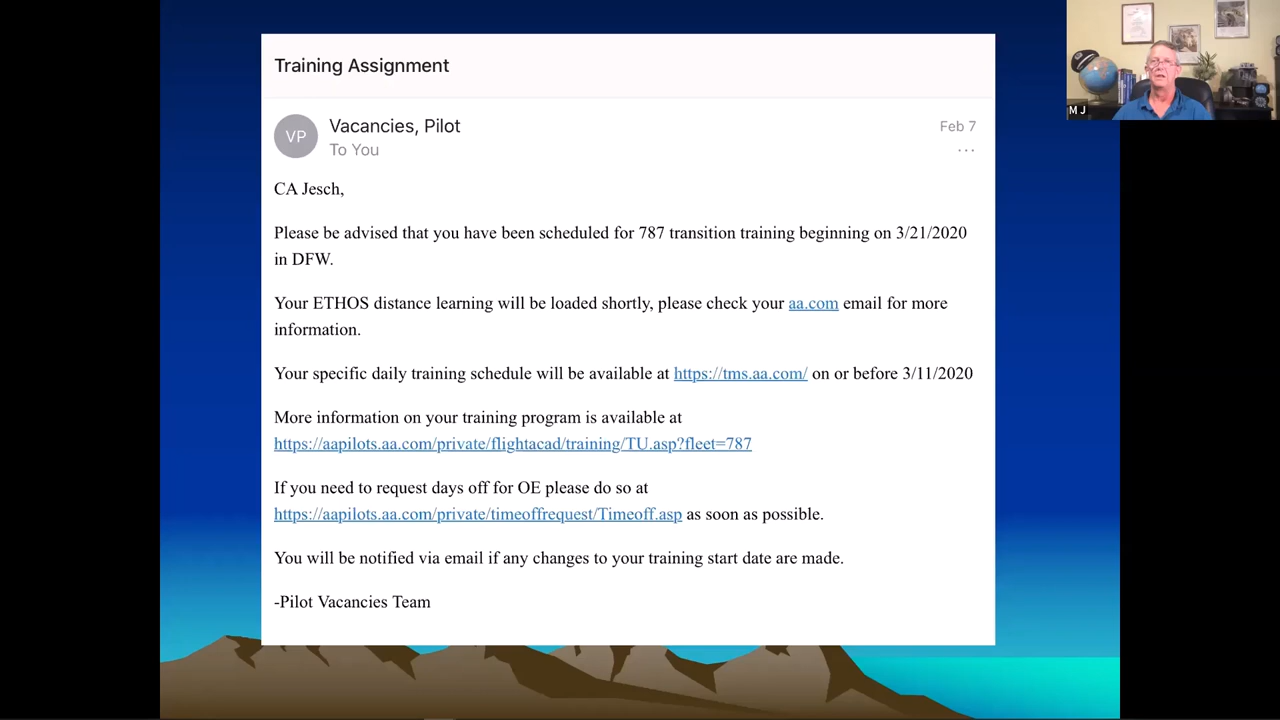 Training Assignment
VP
Vacancies, Pilot
Feb 7
To You
...
CA Jesch,
Please be advised that you have been scheduled for 787 transition training beginning on 3/21/2020
in DFW.
Your ETHOS distance learning will be loaded shortly, please check your aa.com email for more
information.
Your specific daily training schedule will be available at https://tms.aa.com/ on or before 3/11/2020
More information on your training program is available at
https://aapilots.aa.com/private/flightacad/training/TU.asp?fleet=787
If you need to request days off for OE please do so at
https://aapilots.aa.com/private/timeoffrequest/Timeoff.asp as soon as possible.
You will be notified via email if any changes to your training start date are made.
-Pilot Vacancies Team
M J